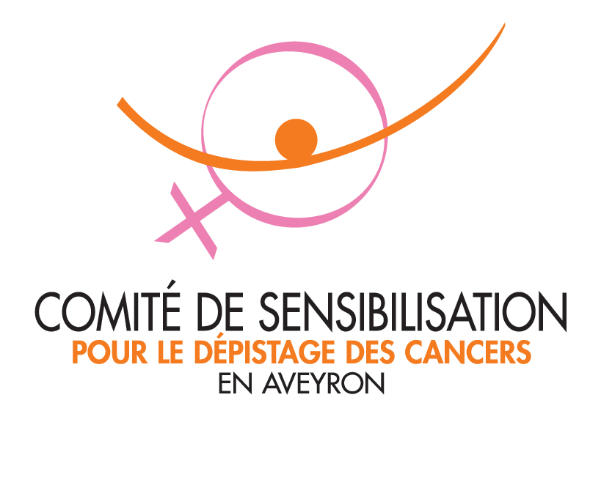 COMITÉ DE SENSIBILISATION
POUR LE DÉPISTAGE DES CANCERS
EN AVEYRON